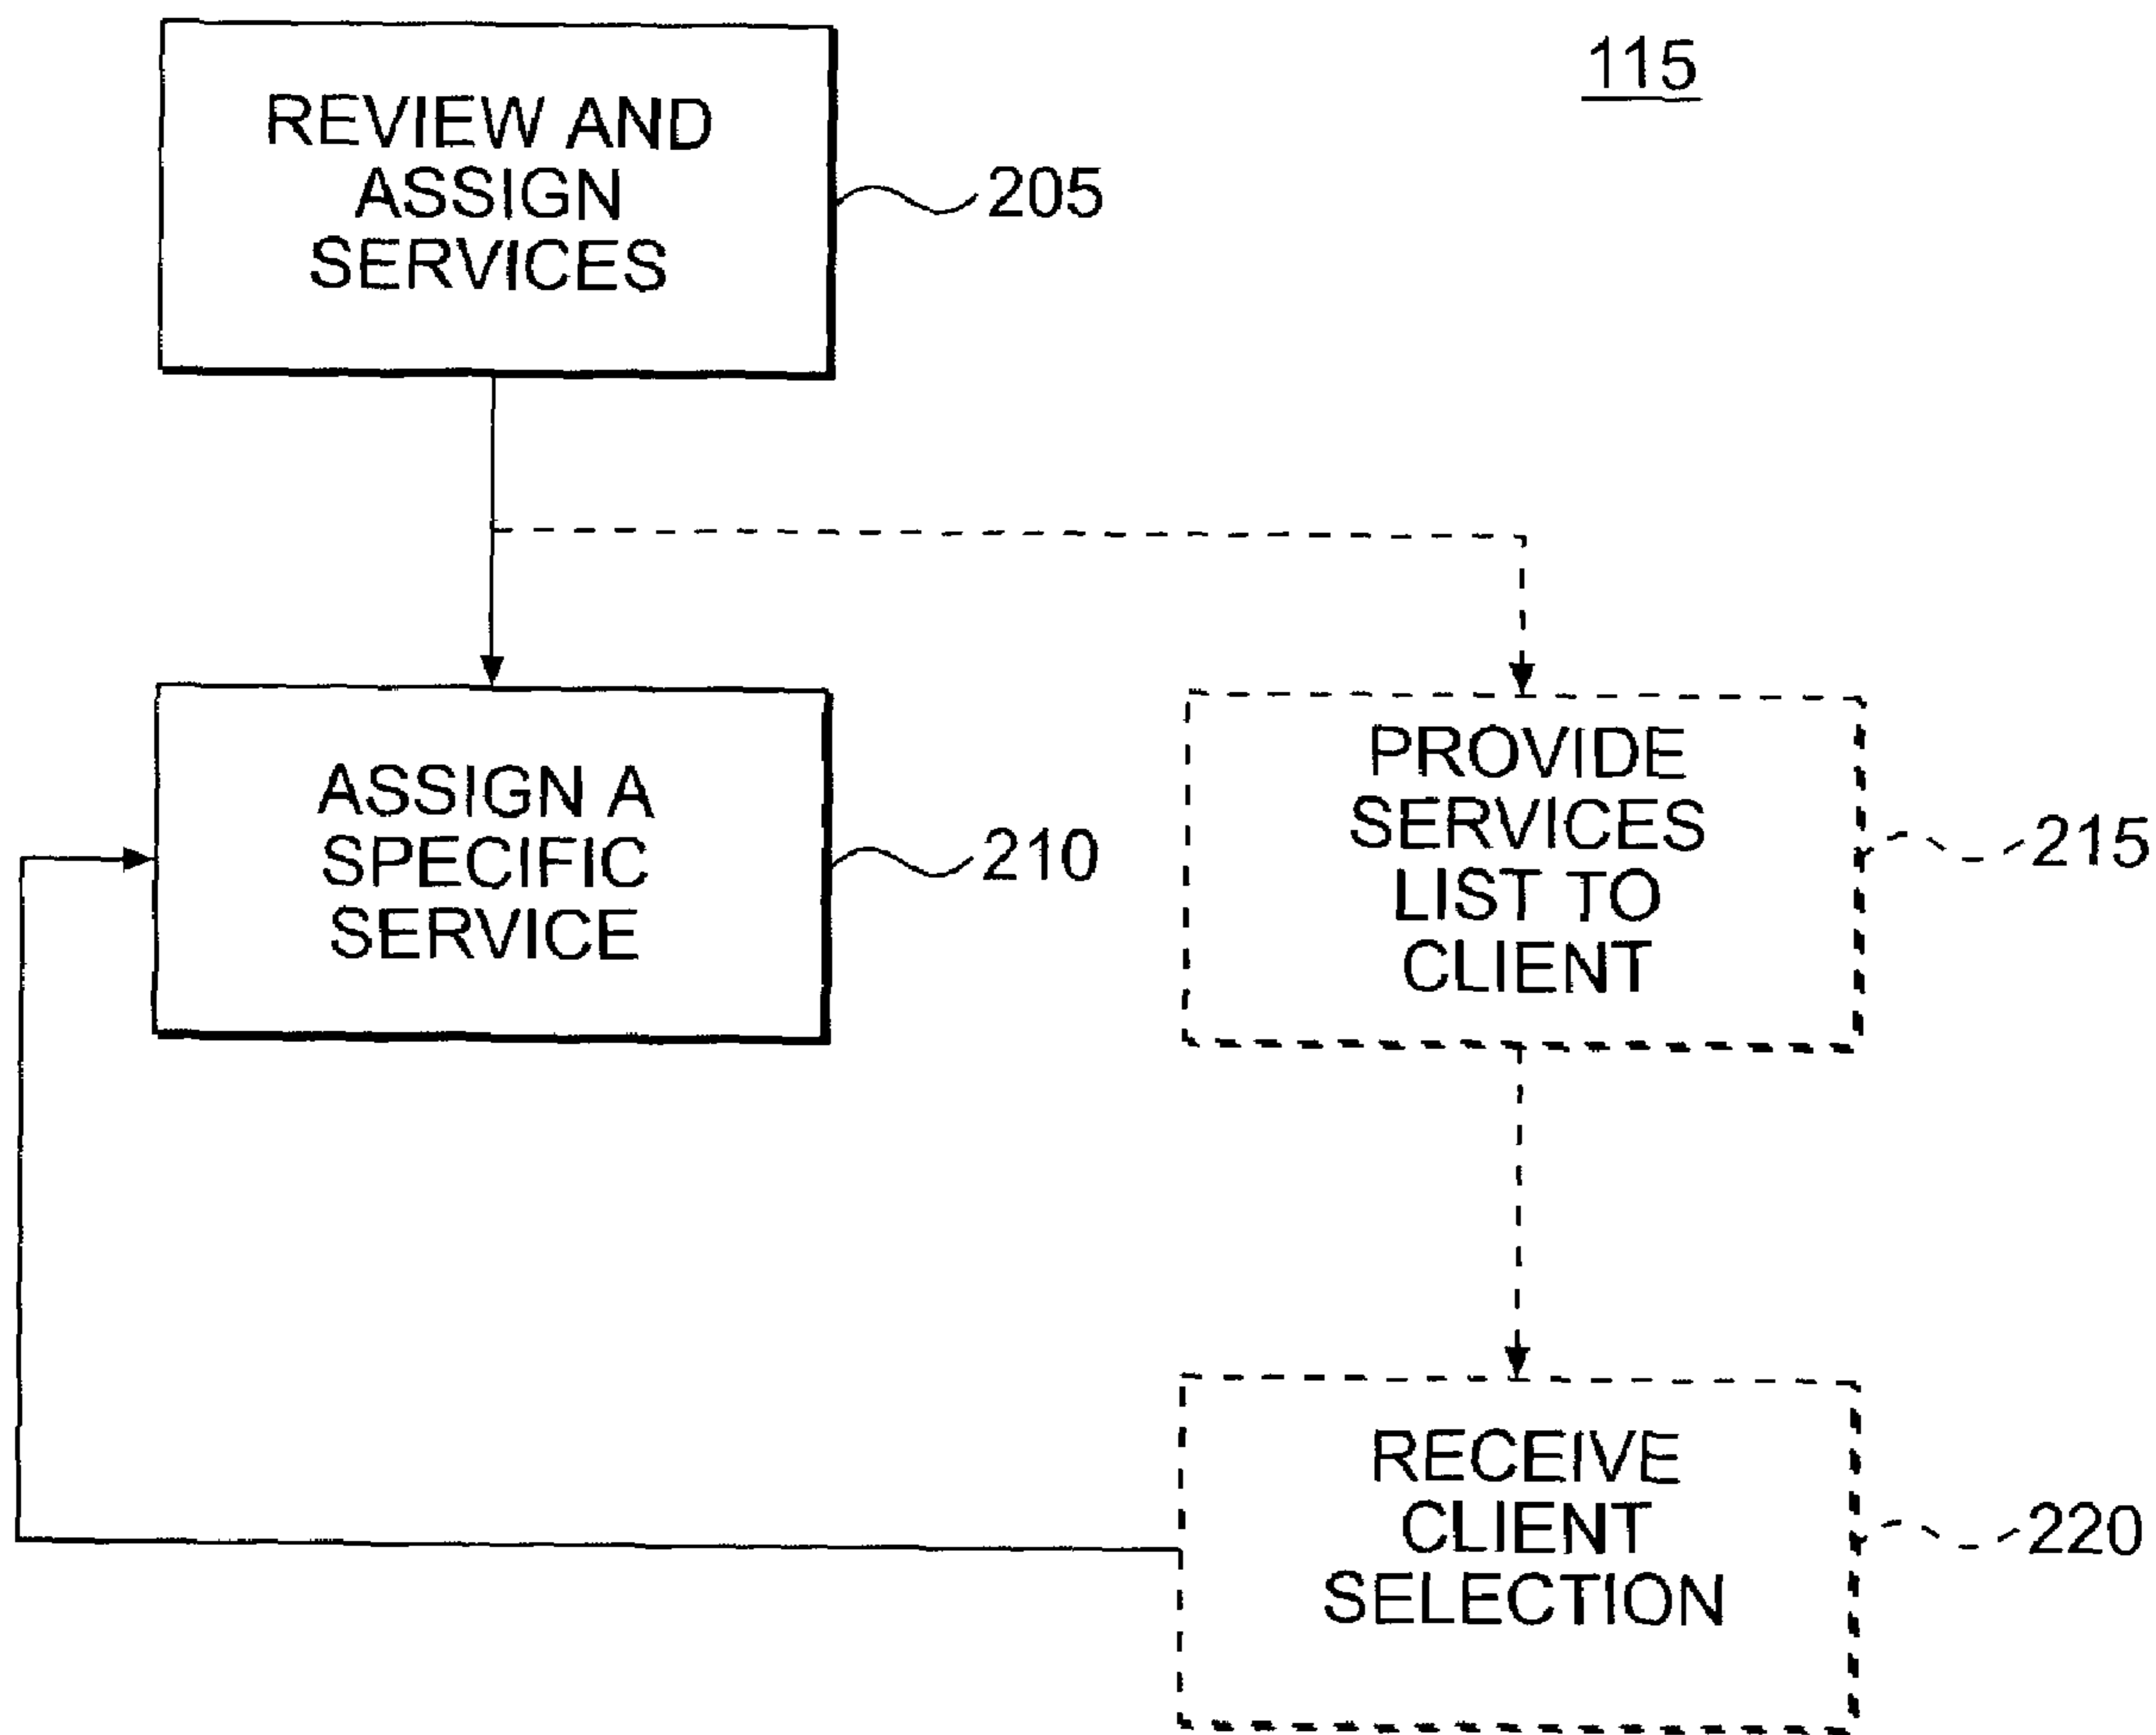 115
REVIEW AND
ASSIGN
SERVICES
205
ASSIGN A
SPECIFIC
SERVICE
210
PROVIDE
SERVICES
LIST TO
CLIENT
215
RECEIVE
CLIENT
SELECTION
220